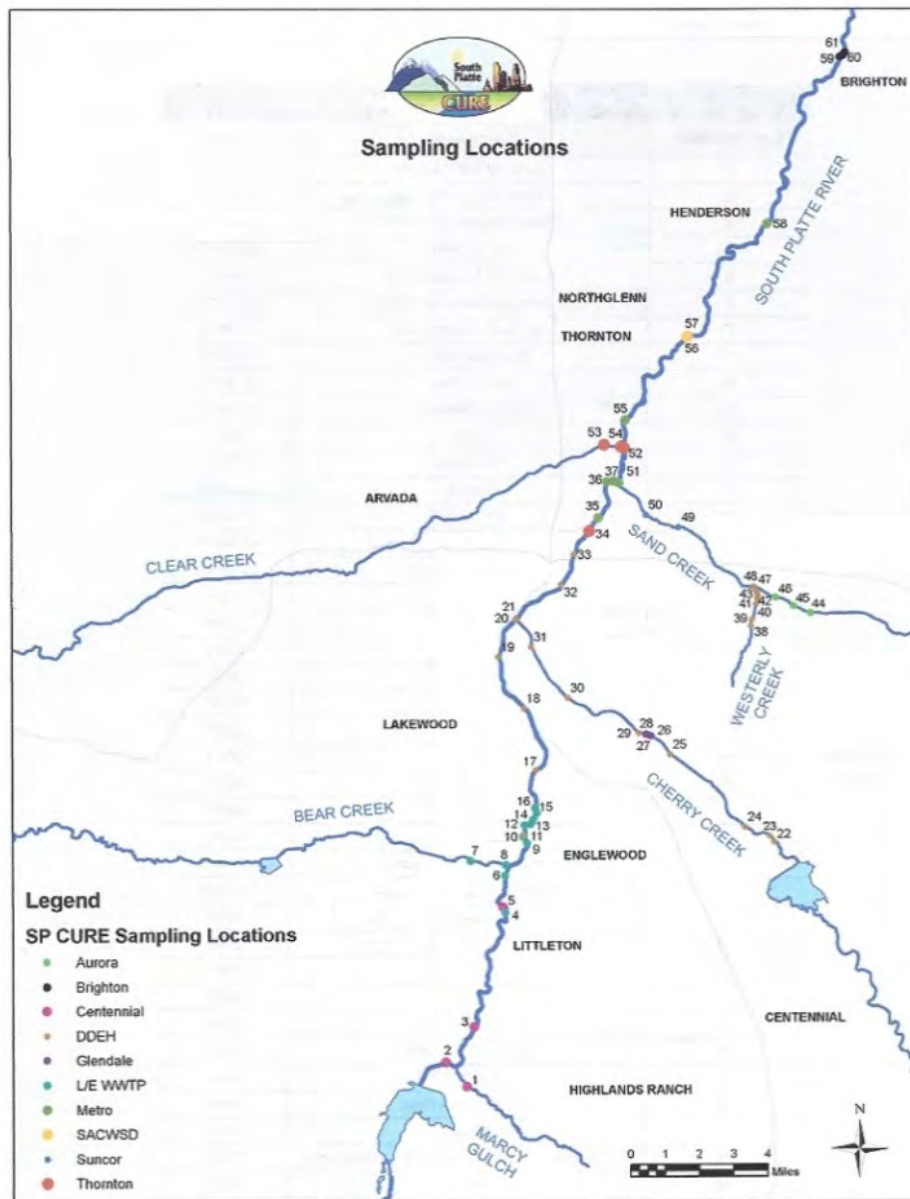 South
Platte
CURE
Sampling Locations
61
59 60
BRIGHTON
HENDERSON
58
SOUTH PLATTE RIVER
NORTHGLENN
57
THORNTON
56
55
53 54
52
36 37 51
ARVADA
50
49
35
34
SAND CREEK
33
CLEAR CREEK
32
48 47
43 42 46 45 44
41 40
39 38
21
20
31
19
WESTERLY
CREEK
30
18
LAKEWOOD
28 26
29 27
25
17
CHERRY CREEK
16 15
14 13
12 11
10 9
24 23
22
BEAR CREEK
7 8
ENGLEWOOD
6
5
4
LITTLETON
Legend
SP CURE Sampling Locations
Aurora
Brighton
Centennial
DDEH
Glendale
L/E WWTP
Metro
SACWSD
Suncor
Thornton
CENTENNIAL
3
2
1
HIGHLANDS RANCH
MARCY
GULCH
N
0 1 2 3 4
Miles